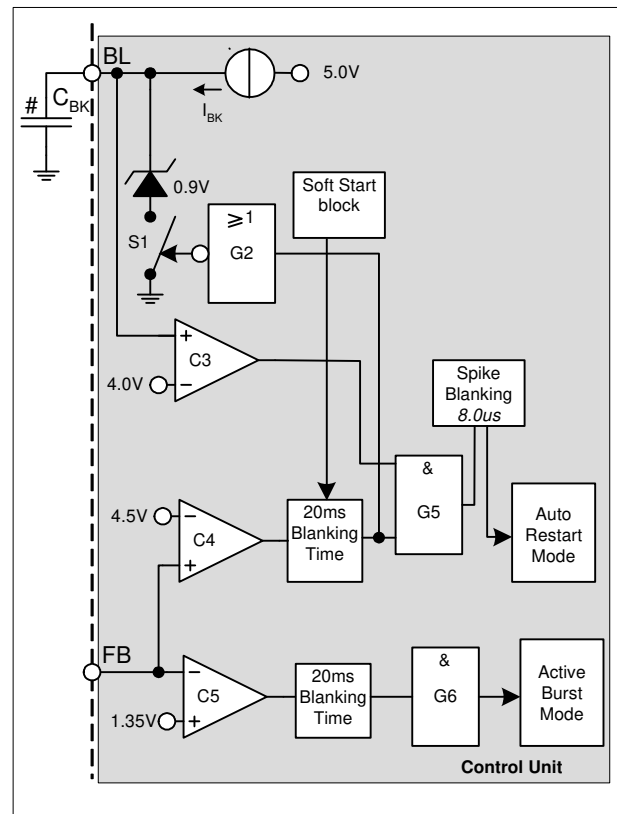 BL
5.0V
# C_BK
I_BK
0.9V
Soft Start
block
S1
≥1
G2
C3
+
−
4.0V
Spike
Blanking
8.0us
&
G5
4.5V
−
+
C4
20ms
Blanking
Time
Auto
Restart
Mode
FB
−
+
C5
1.35V
20ms
Blanking
Time
&
G6
Active
Burst
Mode
Control Unit